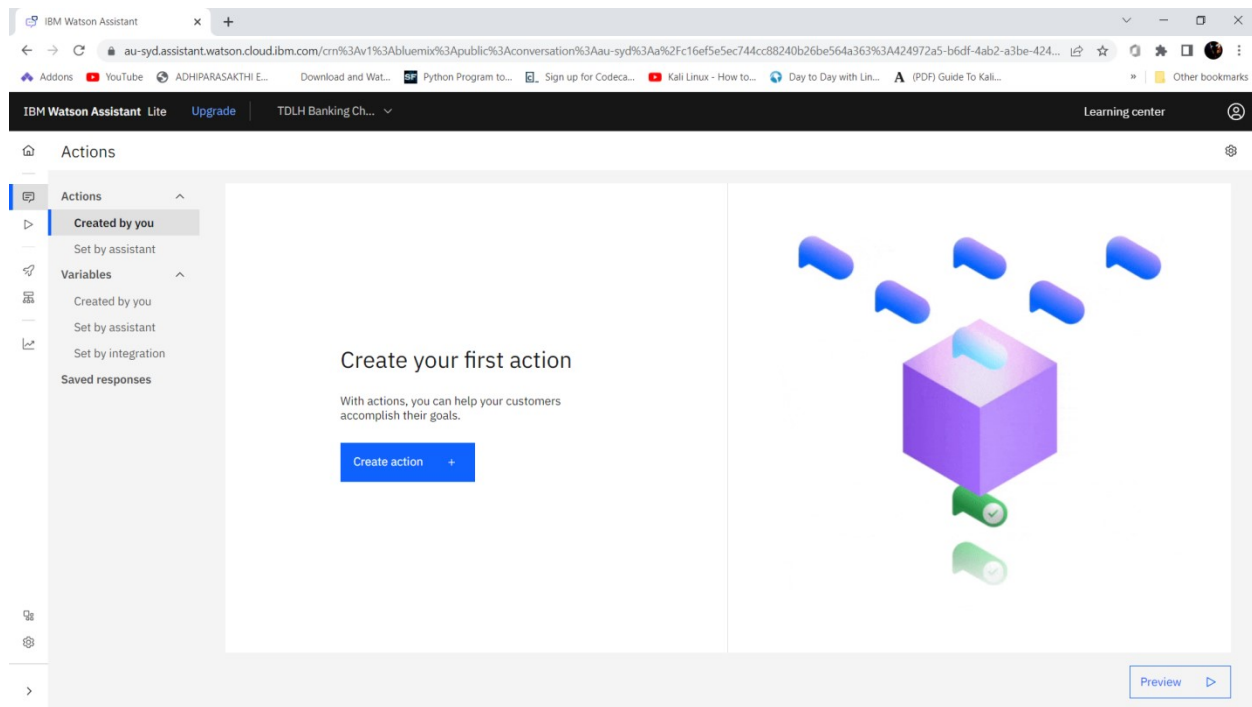 IBM Watson Assistant
au-syd.assistant.watson.cloud.ibm.com/crn%3Av1%3Abluemix%3Apublic%3Aconversation%3Aau-syd%3Aa%2Fc16ef5e5ec744cc88240b26be564a363%3A424972a5-b6df-4ab2-a3be-424...
Addons YouTube ADHIPARASAKTHI E... Download and Wat... SF Python Program to... Sign up for Codeca... Kali Linux - How to... Day to Day with Lin... A (PDF) Guide To Kali... » Other bookmarks
IBM Watson Assistant Lite Upgrade TDLH Banking Ch... Learning center
Actions
Actions
Created by you
Set by assistant
Variables
Created by you
Set by assistant
Set by integration
Saved responses
Create your first action
With actions, you can help your customers
accomplish their goals.
Create action +
Preview